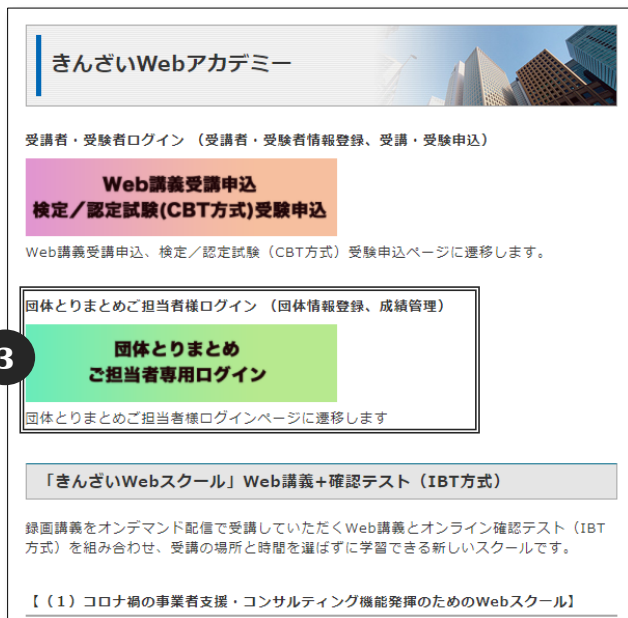 きんざいWebアカデミー
受講者・受験者ログイン （受講者・受験者情報登録、受講・受験申込）
Web講義受講申込
検定／認定試験(CBT方式)受験申込
Web講義受講申込、検定／認定試験（CBT方式）受験申込ページに遷移します。
団体とりまとめご担当者様ログイン （団体情報登録、成績管理）
3
団体とりまとめ
ご担当者専用ログイン
団体とりまとめご担当者様ログインページに遷移します
「きんざいWebスクール」Web講義+確認テスト（IBT方式）
録画講義をオンデマンド配信で受講していただくWeb講義とオンライン確認テスト（IBT
方式）を組み合わせ、受講の場所と時間を選ばずに学習できる新しいスクールです。
【（１）コロナ禍の事業者支援・コンサルティング機能発揮のためのWebスクール】